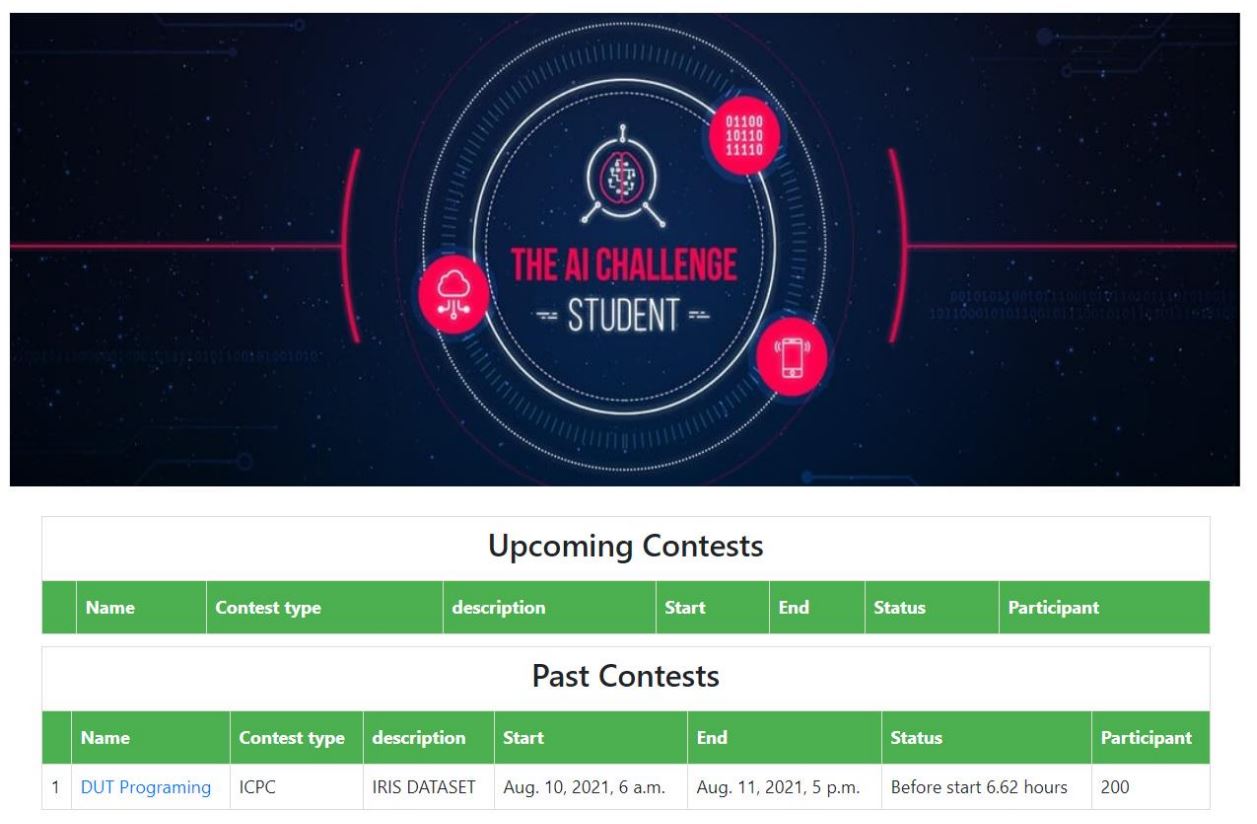 01100
10110
11110
THE AI CHALLENGE
STUDENT
Upcoming Contests
Name Contest type description Start End Status Participant
Past Contests
Name Contest type description Start End Status Participant
1 DUT Programing ICPC IRIS DATASET Aug. 10, 2021, 6 a.m. Aug. 11, 2021, 5 p.m. Before start 6.62 hours 200